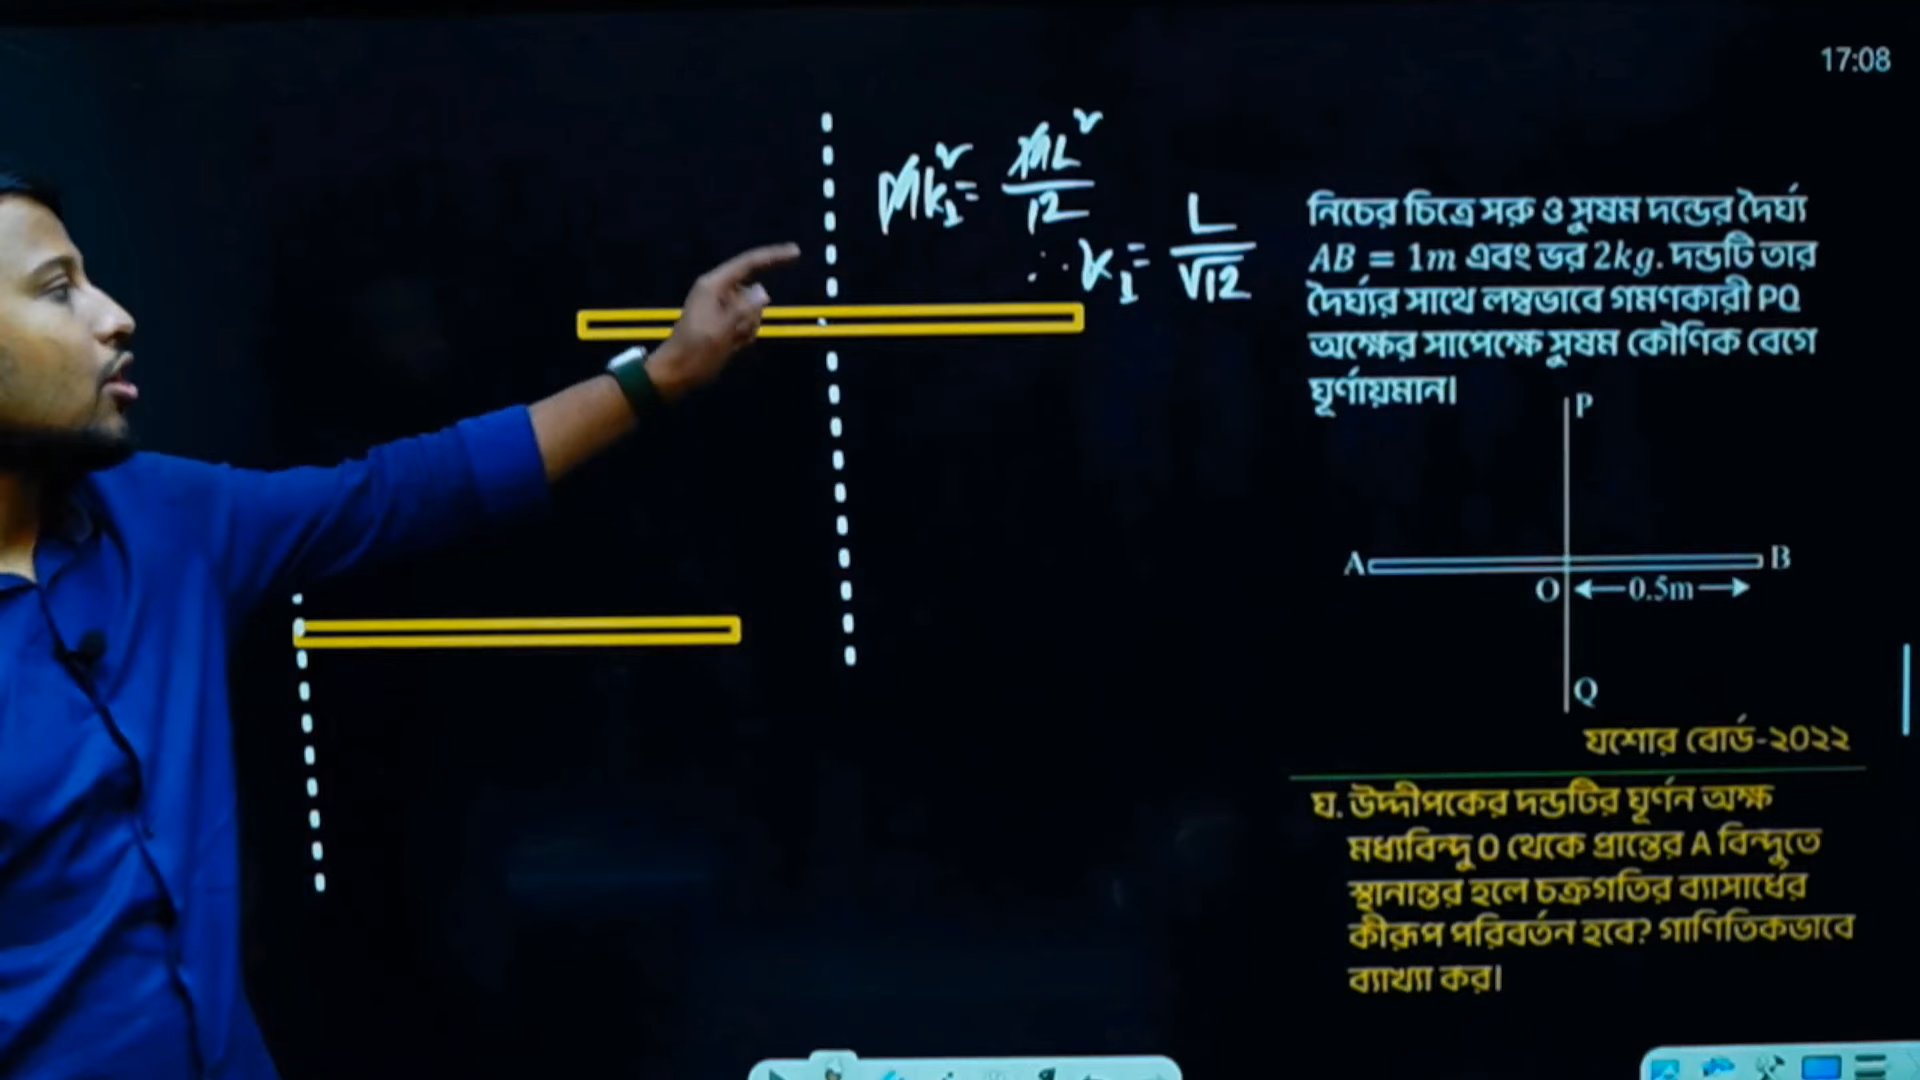 17:08
MK₁² = ML²/12
∴ K₁ = L/√12
নিচের চিত্রে সরু ও সুষম দন্ডের দৈর্ঘ্য
AB = 1m এবং ভর 2kg. দন্ডটি তার
দৈর্ঘ্যর সাথে লম্বভাবে গমণকারী PQ
অক্ষের সাপেক্ষে সুষম কৌণিক বেগে
ঘূর্ণায়মান।
P
A
B
O
0.5m
Q
যশোর বোর্ড-২০২২
ঘ. উদ্দীপকের দন্ডটির ঘূর্ণন অক্ষ
মধ্যবিন্দু O থেকে প্রান্তের A বিন্দুতে
স্থানান্তর হলে চক্রগতির ব্যাসার্ধের
কীরূপ পরিবর্তন হবে? গাণিতিকভাবে
ব্যাখ্যা কর।